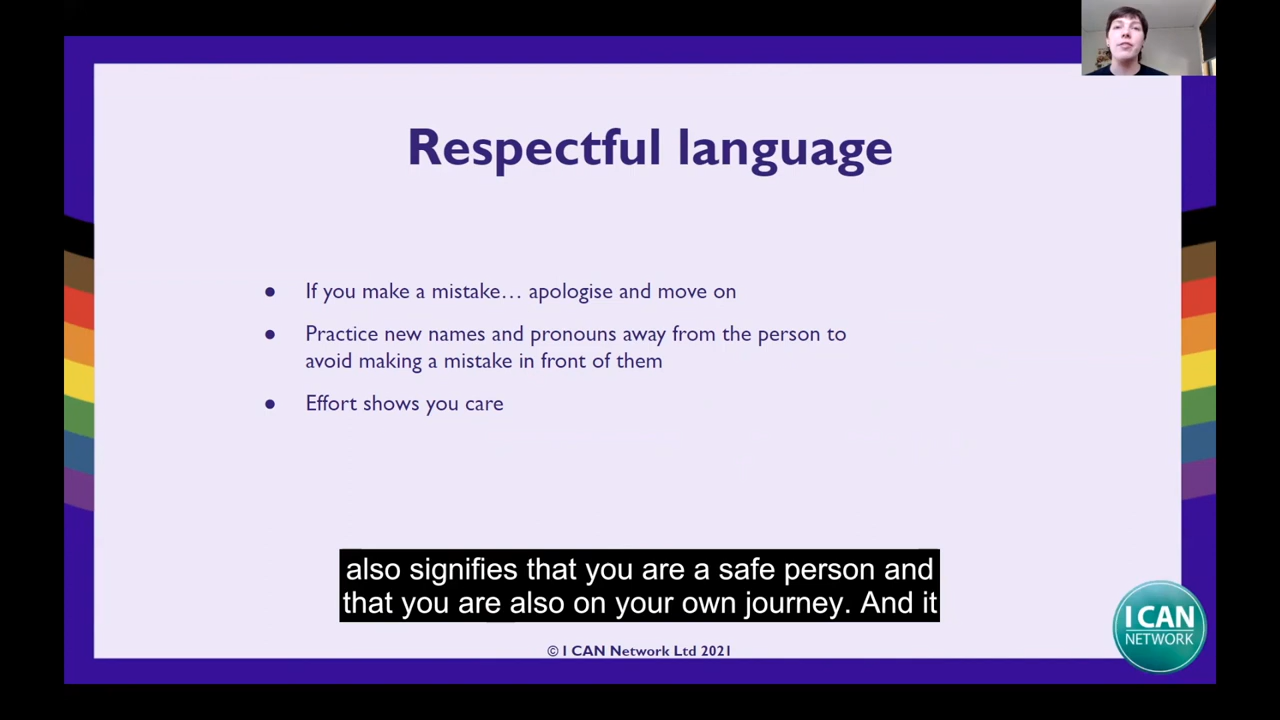 Respectful language
● If you make a mistake… apologise and move on
● Practice new names and pronouns away from the person to
avoid making a mistake in front of them
● Effort shows you care
also signifies that you are a safe person and
that you are also on your own journey. And it
© I CAN Network Ltd 2021
I CAN
NETWORK